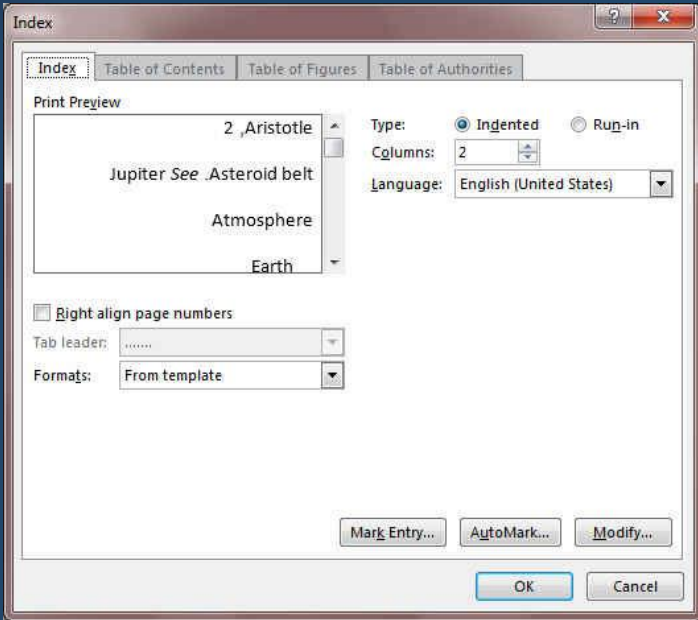 Index
Index Table of Contents Table of Figures Table of Authorities
Print Preview
2 ,Aristotle
Jupiter See .Asteroid belt
Atmosphere
Earth
Type: Indented Run-in
Columns: 2
Language: English (United States)
Right align page numbers
Tab leader: .......
Formats: From template
Mark Entry... AutoMark... Modify...
OK Cancel